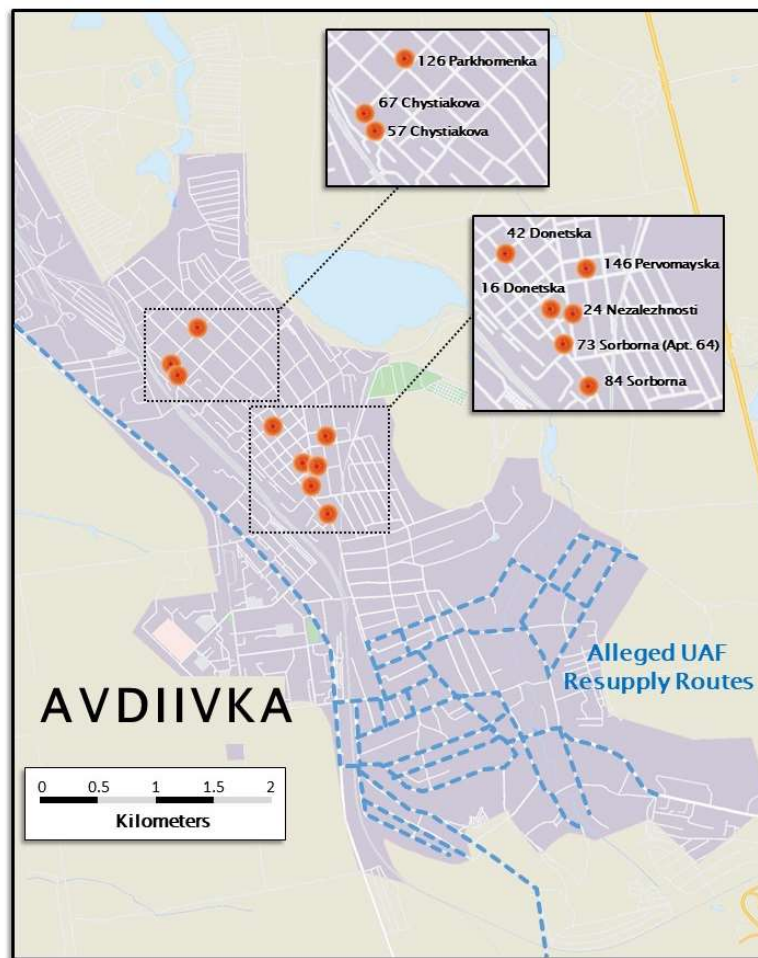 126 Parkhomenka
67 Chystiakova
57 Chystiakova
42 Donetska
146 Pervomayska
16 Donetska
24 Nezalezhnosti
73 Sorborna (Apt. 64)
84 Sorborna
Alleged UAF
Resupply Routes
AVDIIVKA
0 0.5 1 1.5 2
Kilometers